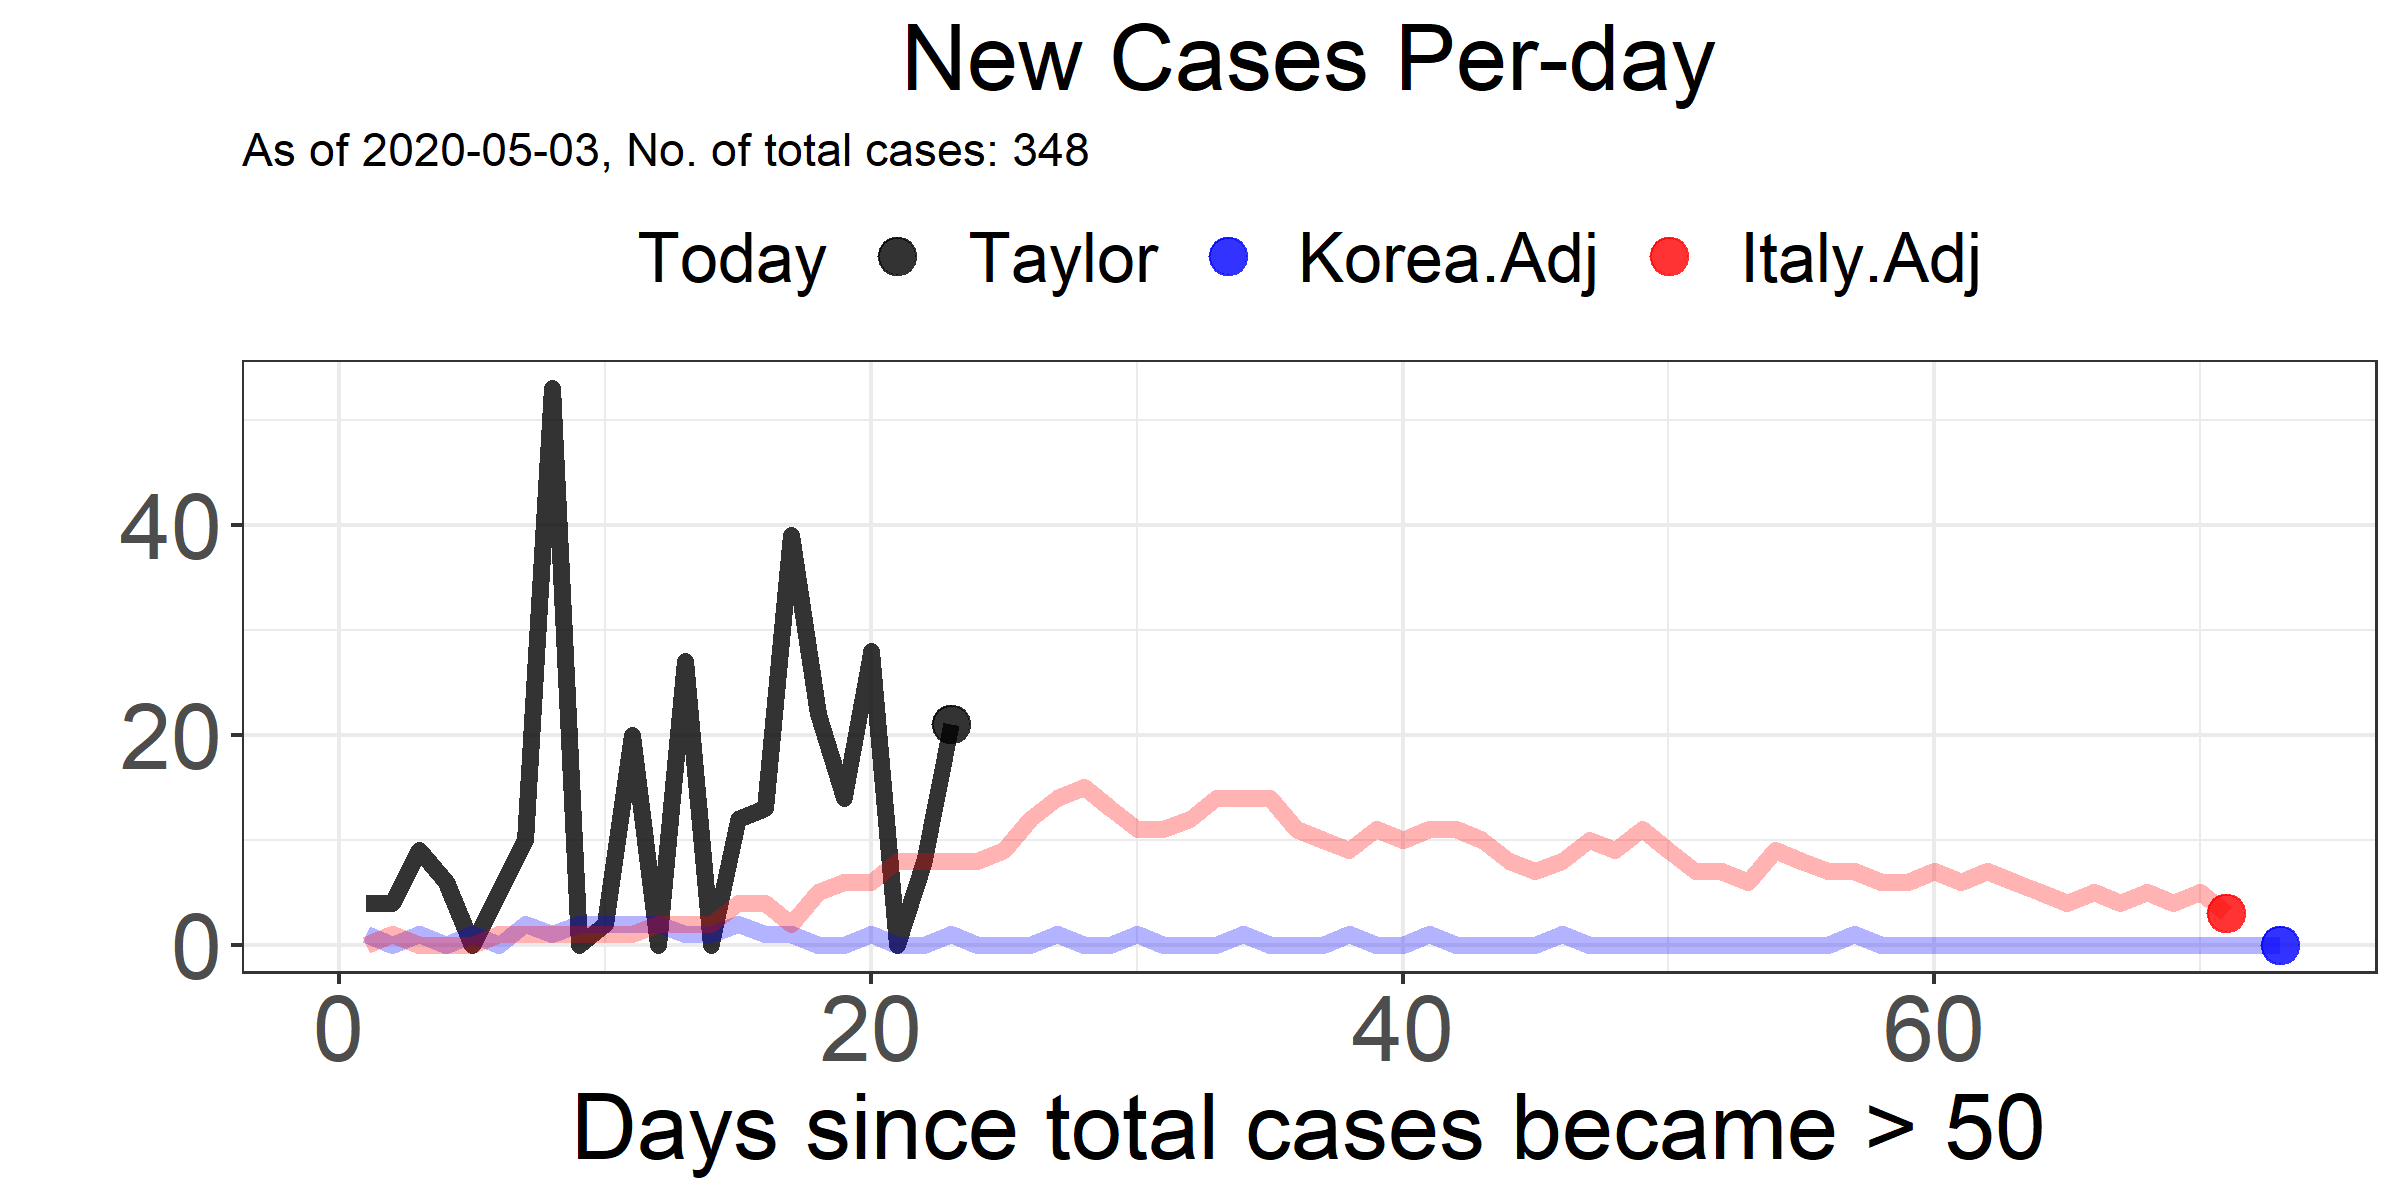 New Cases Per-day
As of 2020-05-03, No. of total cases: 348
Today Taylor Korea.Adj Italy.Adj
40
20
0
0 20 40 60
Days since total cases became > 50